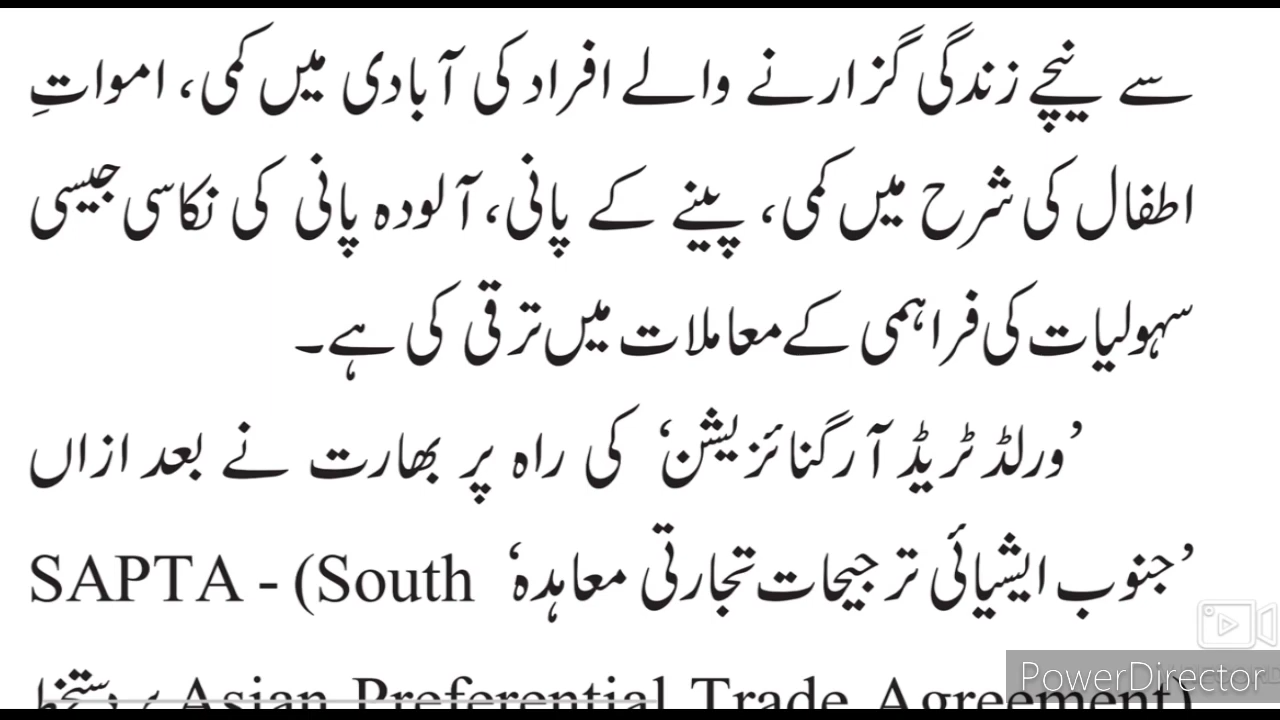 سے نیچے زندگی گزارنے والے افراد کی آبادی میں کمی، امواتِ
اطفال کی شرح میں کمی، پینے کے پانی، آلودہ پانی کی نکاسی جیسی
سہولیات کی فراہمی کے معاملات میں ترقی کی ہے۔
’ورلڈ ٹریڈ آرگنائزیشن‘ کی راہ پر بھارت نے بعد ازاں
’جنوب ایشیائی ترجیحات تجارتی معاہدہ‘ SAPTA - (South
Asian Preferential Trade Agreement) پر دستخط
PowerDirector